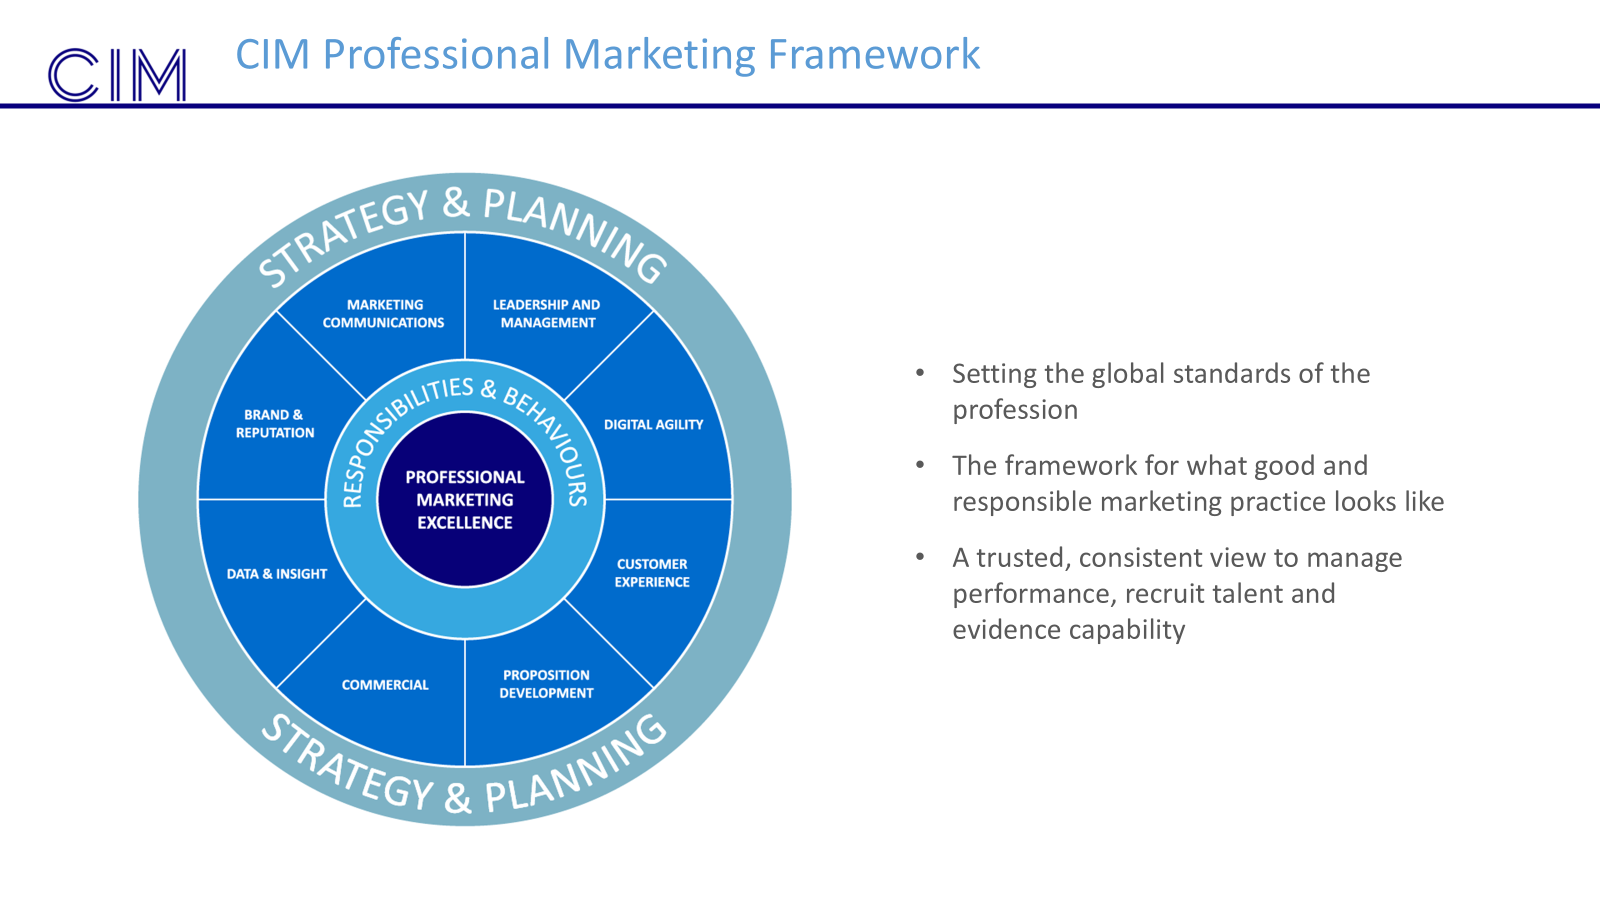 CIM
CIM Professional Marketing Framework
STRATEGY & PLANNING
MARKETING
COMMUNICATIONS
LEADERSHIP AND
MANAGEMENT
BRAND &
REPUTATION
DIGITAL AGILITY
RESPONSIBILITIES & BEHAVIOURS
PROFESSIONAL
MARKETING
EXCELLENCE
DATA & INSIGHT
CUSTOMER
EXPERIENCE
COMMERCIAL
PROPOSITION
DEVELOPMENT
STRATEGY & PLANNING
• Setting the global standards of the
profession
• The framework for what good and
responsible marketing practice looks like
• A trusted, consistent view to manage
performance, recruit talent and
evidence capability